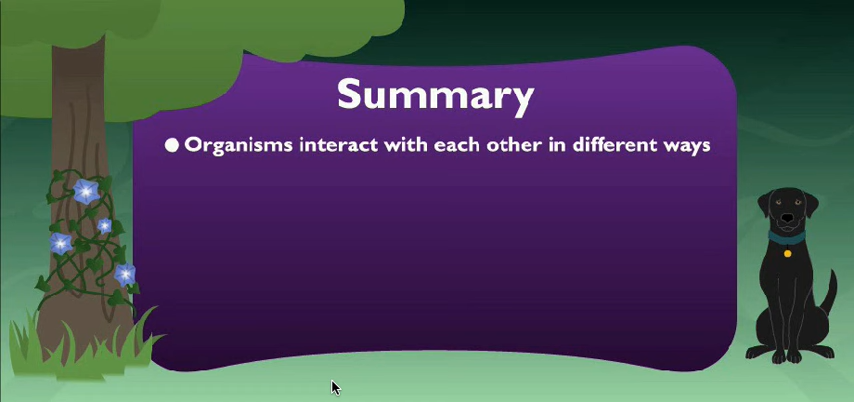 Summary
● Organisms interact with each other in different ways